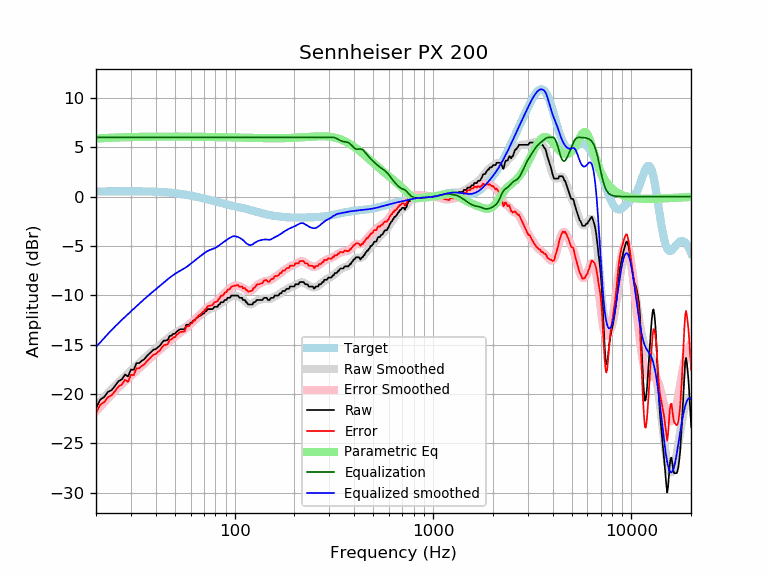 Sennheiser PX 200
10
5
0
−5
−10
−15
−20
−25
−30
Amplitude (dBr)
Target
Raw Smoothed
Error Smoothed
Raw
Error
Parametric Eq
Equalization
Equalized smoothed
100 1000 10000
Frequency (Hz)